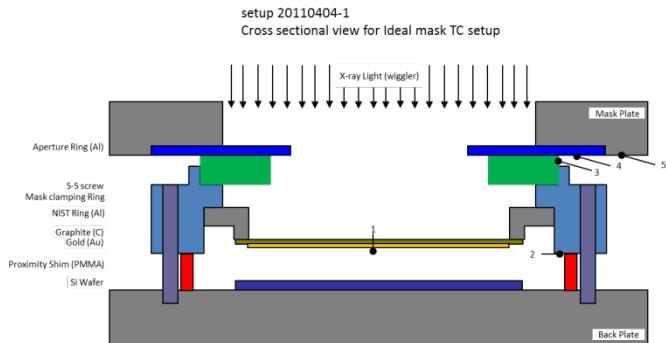 setup 20110404-1
Cross sectional view for Ideal mask TC setup
X-ray Light (wiggler)
Mask Plate
Aperture Ring (Al)
3
4
5
S-S screw
Mask clamping Ring
NIST Ring (Al)
Graphite (C)
Gold (Au)
1
2
Proximity Shim (PMMA)
Si Wafer
Back Plate